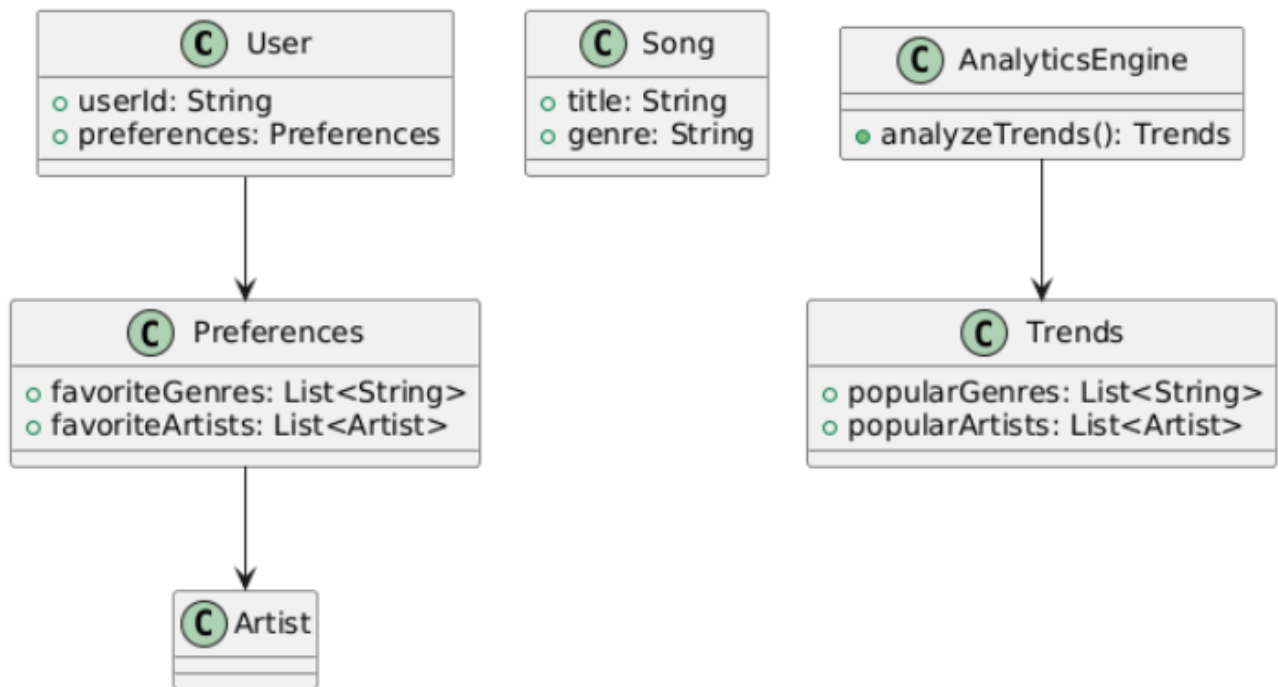 C User
userId: String
preferences: Preferences
C Song
title: String
genre: String
C AnalyticsEngine
analyzeTrends(): Trends
C Preferences
favoriteGenres: List<String>
favoriteArtists: List<Artist>
C Trends
popularGenres: List<String>
popularArtists: List<Artist>
C Artist